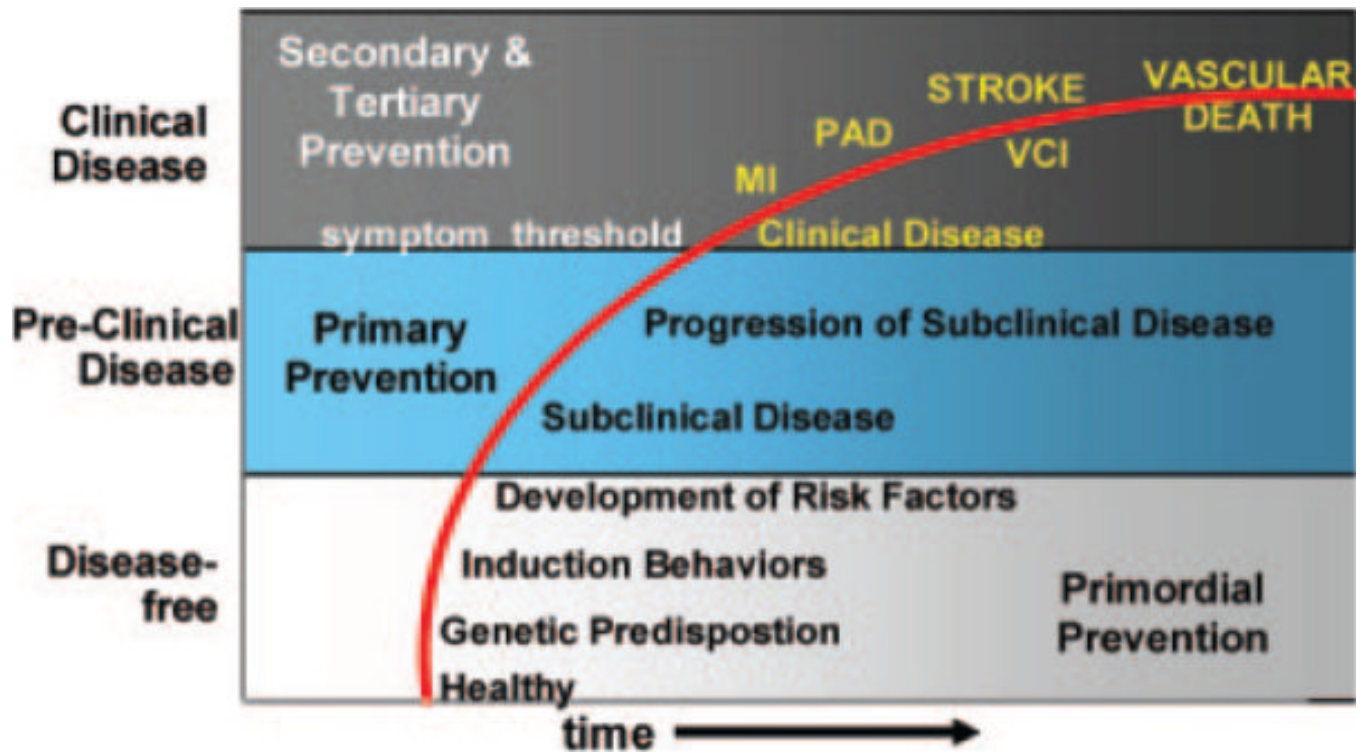 Clinical
Disease
Secondary &
Tertiary
Prevention
symptom threshold
MI
PAD
STROKE
VCI
VASCULAR
DEATH
Clinical Disease
Pre-Clinical
Disease
Primary
Prevention
Progression of Subclinical Disease
Subclinical Disease
Disease-
free
Development of Risk Factors
Induction Behaviors
Genetic Predispostion
Healthy
Primordial
Prevention
time